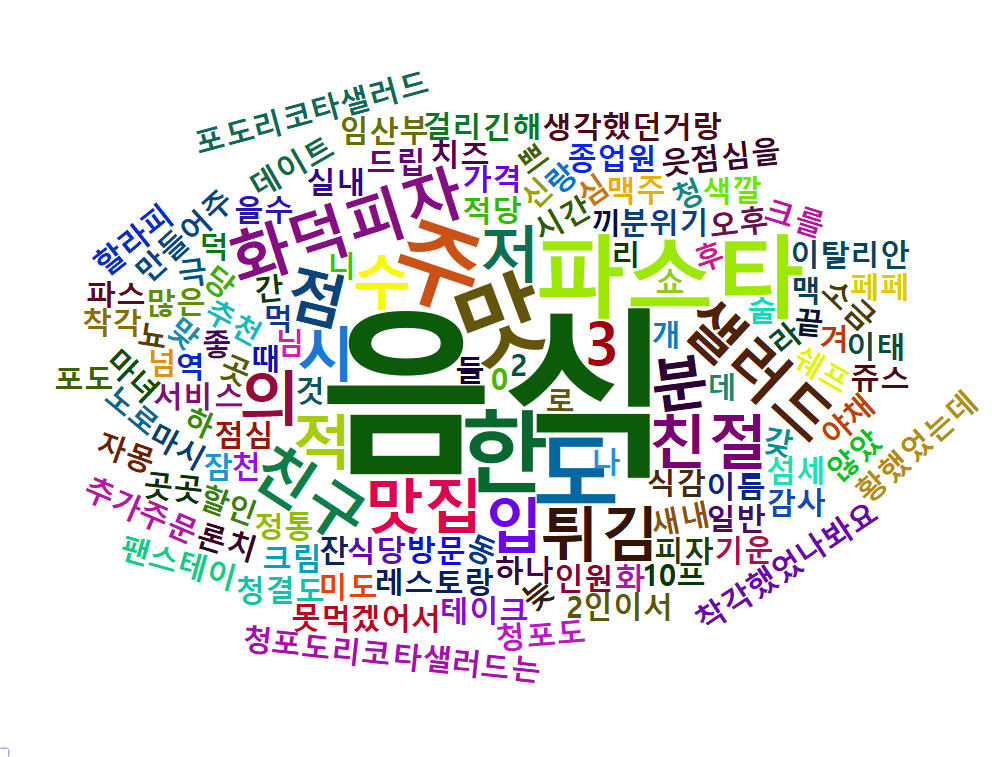 포도리코타샐러드
임산부
걸리긴해
생각했던거랑
데이트
드립
치즈
삐
종업원
읏점심을
실내
가격
신랑
심
맥주
청
색깔
할라피
만들어주
을수
화덕피자
적당
시간
끼분위기
오후
크를
덕
주
저
리
후
이탈리안
극
당
니
수
파스타
쇼
맥
소금
페페
파스
많은
간
점
맛
술
끝
착각
뇨
맛
추천
먹
3
개
라
겨
이태
좋
님
시
음식
2
샐러드
쉐프
마녀
넘
역
곳
때
들
0
분
데
쥬스
포도
서비스
의
것
로
야채
노로마시
하
점심
적
한
도
나
친절
갖
않았
황했었는데
자몽
잠
천
친구
섬세
곳곳
할인
맛집
입
튀김
식감
이름
감사
추가주문
론치
정통
새내
일반
착각했었나봐요
팬스테이
크림
잔
식당
방문
동
피자
기운
청결도
미도
레스토랑
하나
인원
화
10프
늦
못먹겠어서
테이크
2인이서
청포도
청포도리코타샐러드는